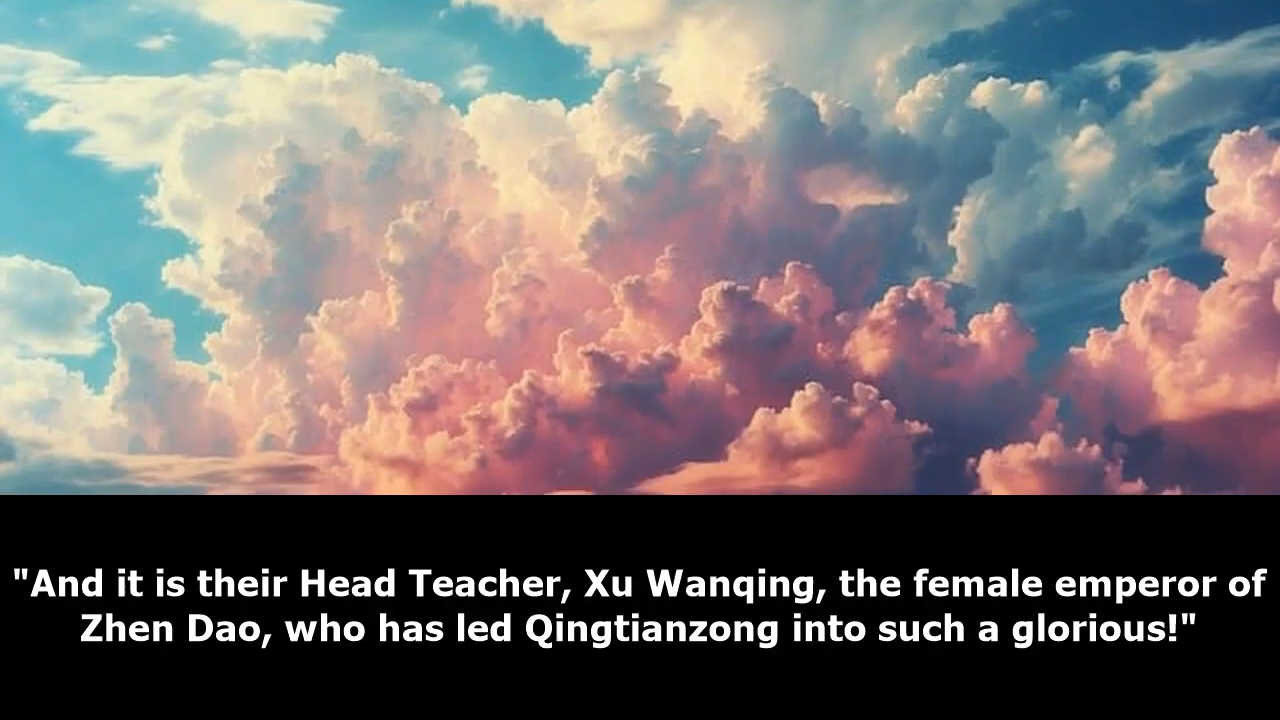 "And it is their Head Teacher, Xu Wanqing, the female emperor of
Zhen Dao, who has led Qingtianzong into such a glorious!"